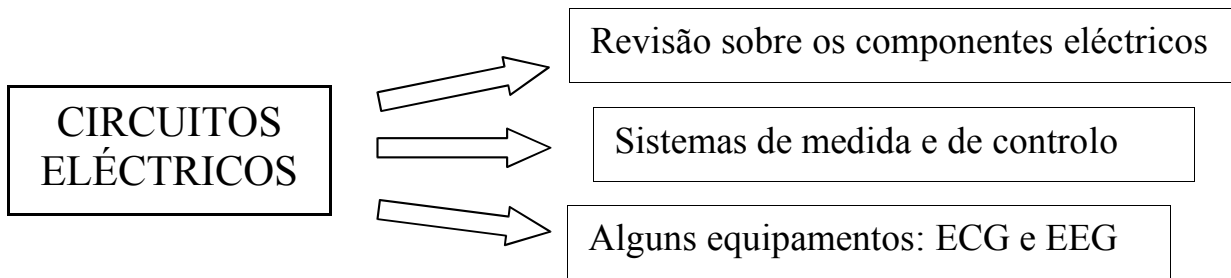 CIRCUITOS
ELÉCTRICOS
Revisão sobre os componentes eléctricos
Sistemas de medida e de controlo
Alguns equipamentos: ECG e EEG